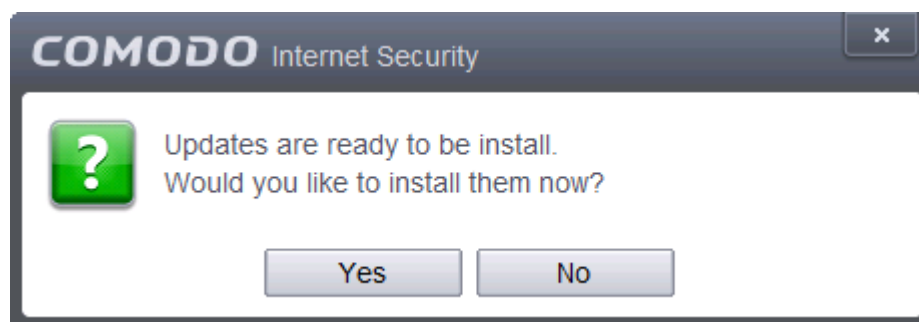 COMODO Internet Security
×
?
Updates are ready to be install.
Would you like to install them now?
Yes No